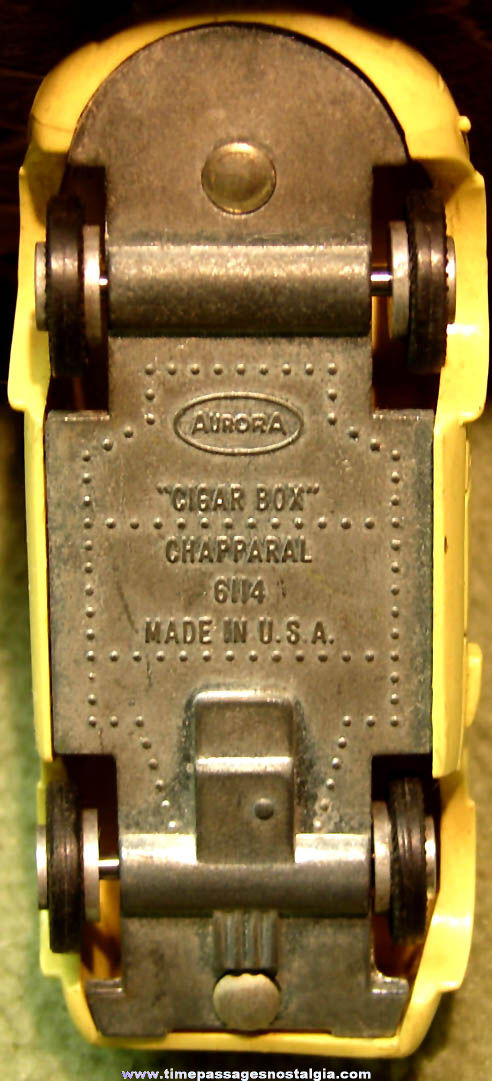 AURORA
"CIGAR BOX"
CHAPPARAL
6114
MADE IN U.S.A.
www.timepassagesnostalgia.com